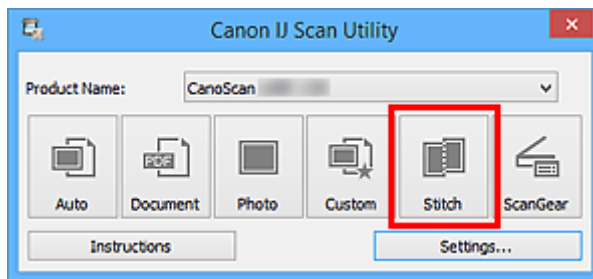 Canon IJ Scan Utility
Product Name: CanoScan
PDF
Auto Document Photo Custom Stitch ScanGear
Instructions Settings...